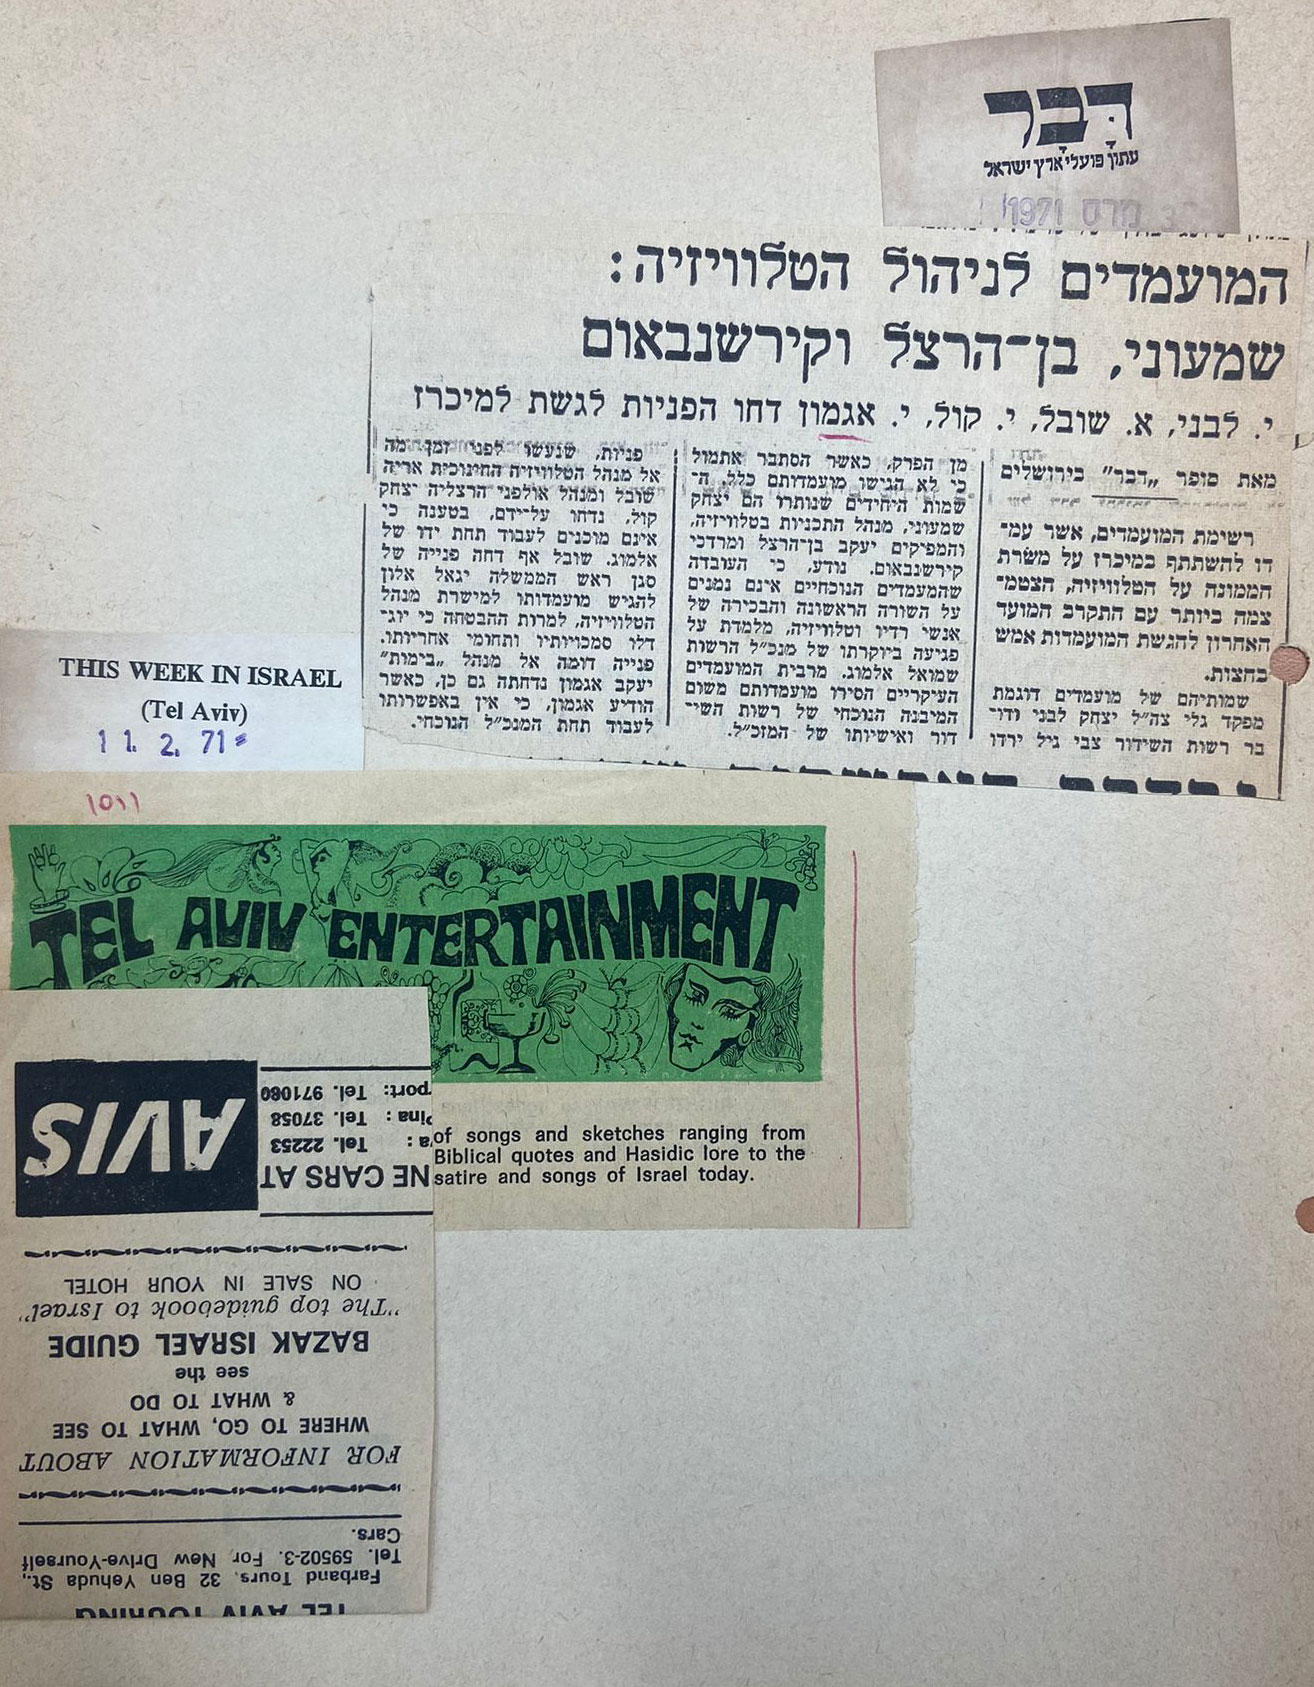 דבר
עתון פועלי ארץ ישראל
מרס 1971
המועמדים לניהול הטלוויזיה:
שמעוני, בן־הרצל וקירשנבאום
י. לבני, א. שובל, י. קול, י. אגמון דחו הפניות לגשת למיכרז
מאת סופר „דבר” בירושלים
רשימת המועמדים, אשר עמ־
דו להשתתף במיכרז על משרת
הממונה על הטלוויזיה, הצטמ־
צמה ביותר עם התקרב המועד
האחרון להגשת המועמדות אמש
בחצות.
שמותיהם של מועמדים דוגמת
מפקד גלי צה״ל יצחק לבני ודו־
בר רשות השידור צבי גיל ירדו
מן הפרק, כאשר הסתבר אתמול
כי לא הגישו מועמדותם כלל. ה־
שמות היחידים שנותרו הם יצחק
שמעוני, מנהל התכניות בטלוויזיה,
והמפיקים יעקב בן־הרצל ומרדכי
קירשנבאום. נודע, כי העובדה
שהמעמדים הנוכחיים אינם נמנים
על השורה הראשונה והבכירה של
אנשי רדיו וטלוויזיה, מלמדת על
פגיעה ביוקרתו של מנכ״ל הרשות
שמואל אלמוג. מרבית המועמדים
העיקריים הסירו מועמדותם משום
המיבנה הנוכחי של רשות השי־
דור ואישיותו של המזכ״ל.
פניות, שנעשו לפני זמן מה
אל מנהל הטלוויזיה החינוכית אריה
שובל ומנהל אולפני הרצליה יצחק
קול, נדחו על־ידם, בטענה כי
אינם מוכנים לעבוד תחת ידו של
אלמוג. שובל אף דחה פנייה של
סגן ראש הממשלה יגאל אלון
להגיש מועמדותו למישרת מנהל
הטלוויזיה, למרות ההבטחה כי יוג־
דלו סמכויותיו ותחומי אחריותו.
פנייה דומה אל מנהל „בימות”
יעקב אגמון נדחתה גם כן, כאשר
הודיע אגמון, כי אין באפשרותו
לעבוד תחת המנכ״ל הנוכחי.
THIS WEEK IN ISRAEL
(Tel Aviv)
11. 2. 71
TEL AVIV ENTERTAINMENT
of songs and sketches ranging from
Biblical quotes and Hasidic lore to the
satire and songs of Israel today.
TEL AVIV TOURING
Farband Tours, 32 Ben Yehuda St.,
Tel. 59502-3. For New Drive-Yourself
Cars.
FOR INFORMATION ABOUT
WHERE TO GO, WHAT TO SEE
& WHAT TO DO
see the
BAZAK ISRAEL GUIDE
"The top guidebook to Israel"
ON SALE IN YOUR HOTEL
AVIS
NE CARS AT
a: Tel. 22253
Pina: Tel. 37058
port: Tel. 971080